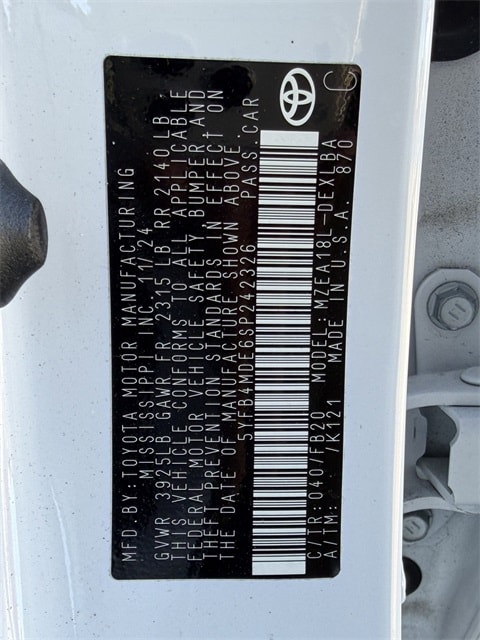 MFD.BY:TOYOTA MOTOR MANUFACTURING
MISSISSIPPI INC. 11/24
GVWR 3925LB GAWR FR 2315 LB RR 2140 LB.
THIS VEHICLE CONFORMS TO ALL APPLICABLE
FEDERAL MOTOR VEHICLE SAFETY, BUMPER AND
THEFT PREVENTION STANDARDS IN EFFECT ON
THE DATE OF MANUFACTURE SHOWN ABOVE.
5YFB4MDE6SP242326 PASS.CAR
C/TR:040/FB20 MODEL:MZEA18L-DEXLBA
A/TM: /K121 MADE IN U.S.A. 870
C